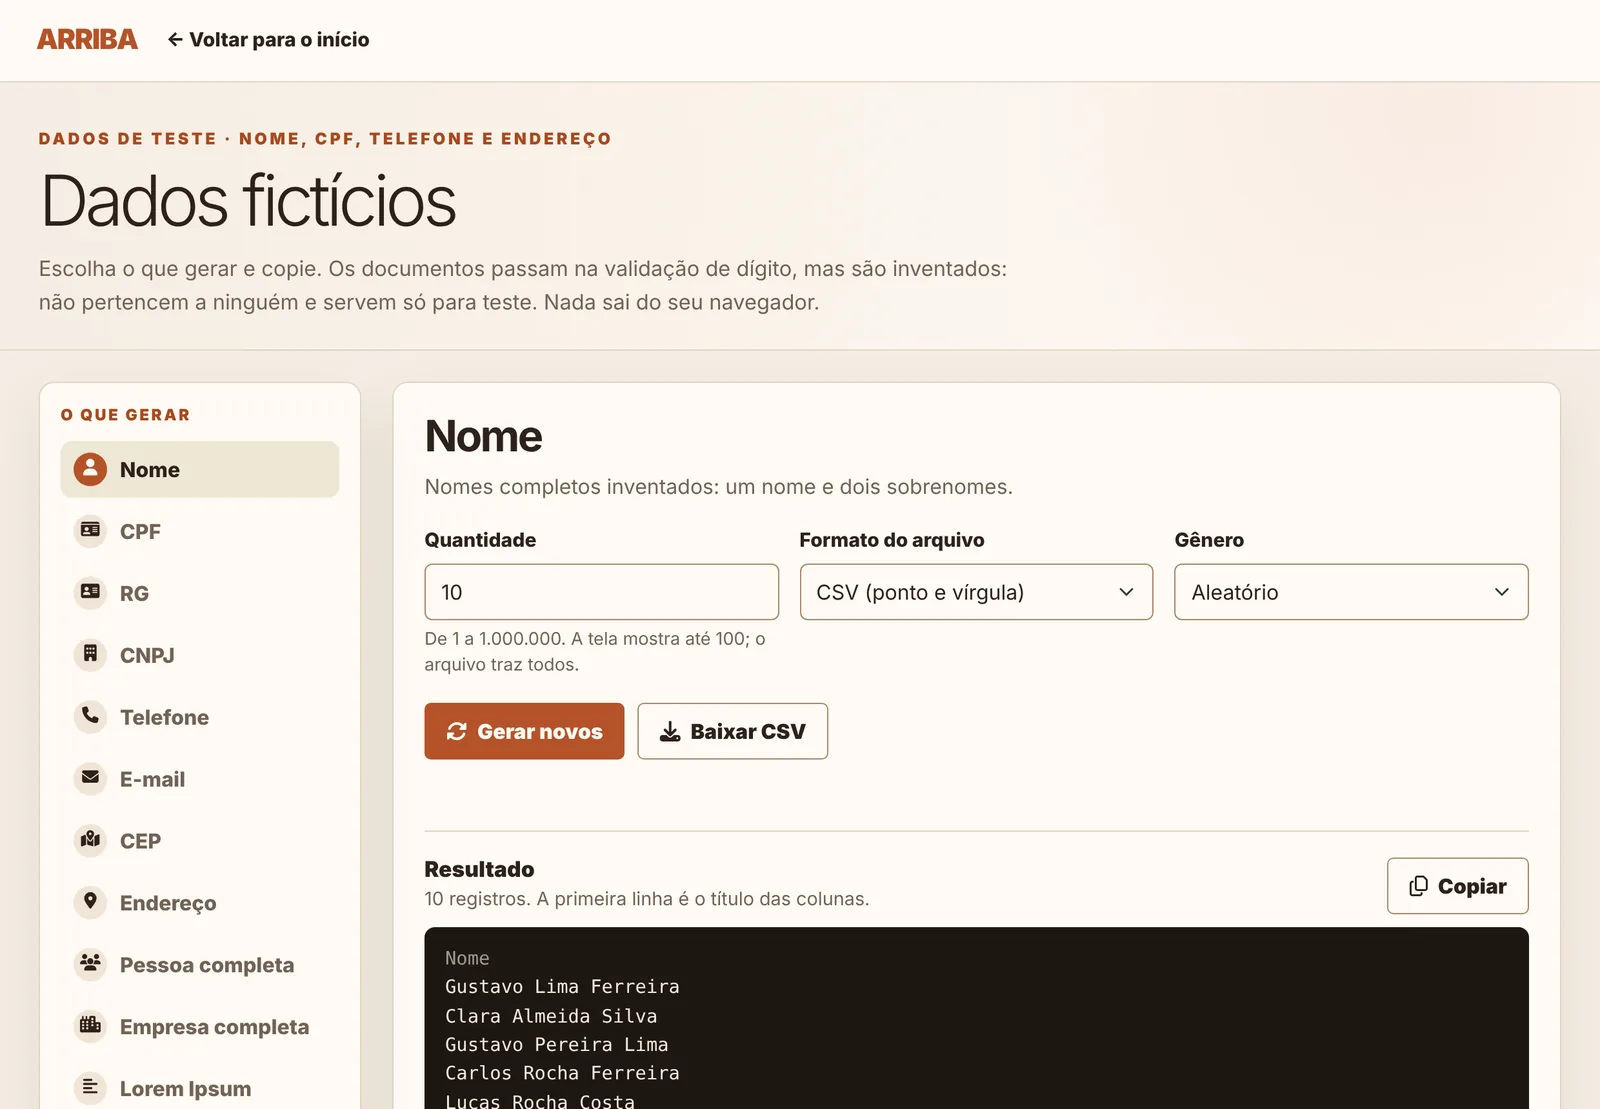 ARRIBA
← Voltar para o início
DADOS DE TESTE · NOME, CPF, TELEFONE E ENDEREÇO
Dados fictícios
Escolha o que gerar e copie. Os documentos passam na validação de dígito, mas são inventados:
não pertencem a ninguém e servem só para teste. Nada sai do seu navegador.
O QUE GERAR
Nome
CPF
RG
CNPJ
Telefone
E-mail
CEP
Endereço
Pessoa completa
Empresa completa
Lorem Ipsum
Nome
Nomes completos inventados: um nome e dois sobrenomes.
Quantidade
10
De 1 a 1.000.000. A tela mostra até 100; o
arquivo traz todos.
Formato do arquivo
CSV (ponto e vírgula)
Gênero
Aleatório
Gerar novos
Baixar CSV
Resultado
10 registros. A primeira linha é o título das colunas.
Copiar
Nome
Gustavo Lima Ferreira
Clara Almeida Silva
Gustavo Pereira Lima
Carlos Rocha Ferreira
Lucas Rocha Costa